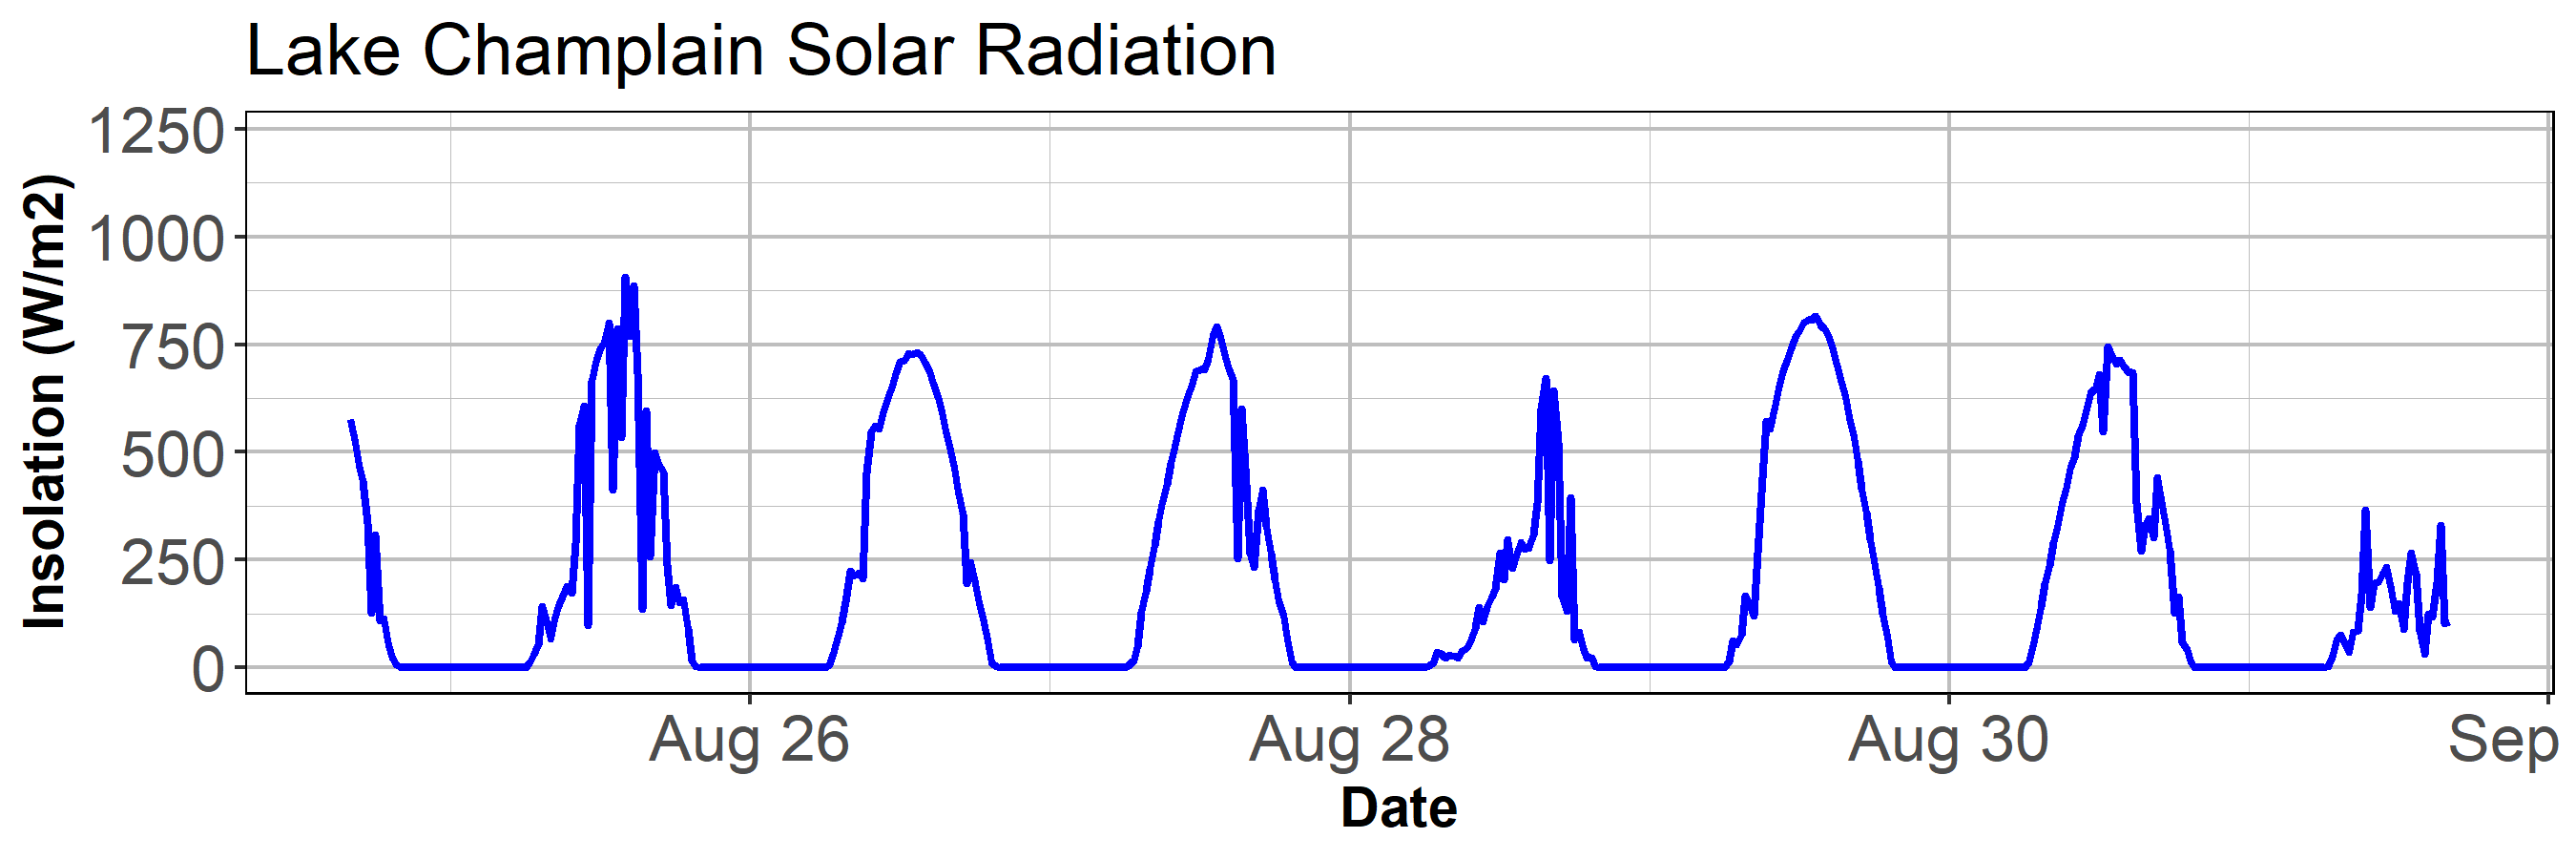 Lake Champlain Solar Radiation
Insolation (W/m2)
1250
1000
750
500
250
0
Aug 26
Aug 28
Aug 30
Sep
Date